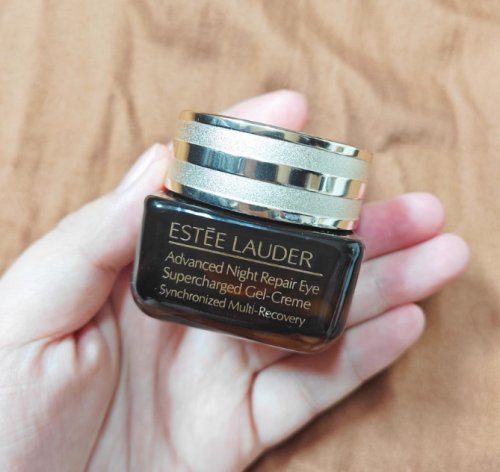 ESTĒE LAUDER
Advanced Night Repair Eye
Supercharged Gel-Creme
Synchronized Multi-Recovery